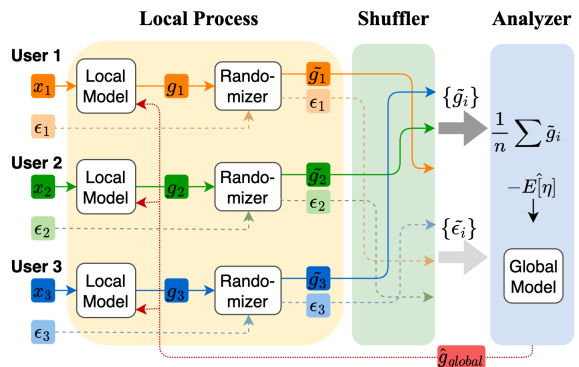 Local Process
Shuffler
Analyzer
User 1
x₁
Local
Model
g₁
Rando-
mizer
g̃₁
ϵ₁
ϵ₁
User 2
x₂
Local
Model
g₂
Rando-
mizer
g̃₂
ϵ₂
ϵ₂
User 3
x₃
Local
Model
g₃
Rando-
mizer
g̃₃
ϵ₃
ϵ₃
{g̃ᵢ}
{ϵ̃ᵢ}
1/n ∑ g̃ᵢ
−Ê[η]
Global
Model
ĝ_global